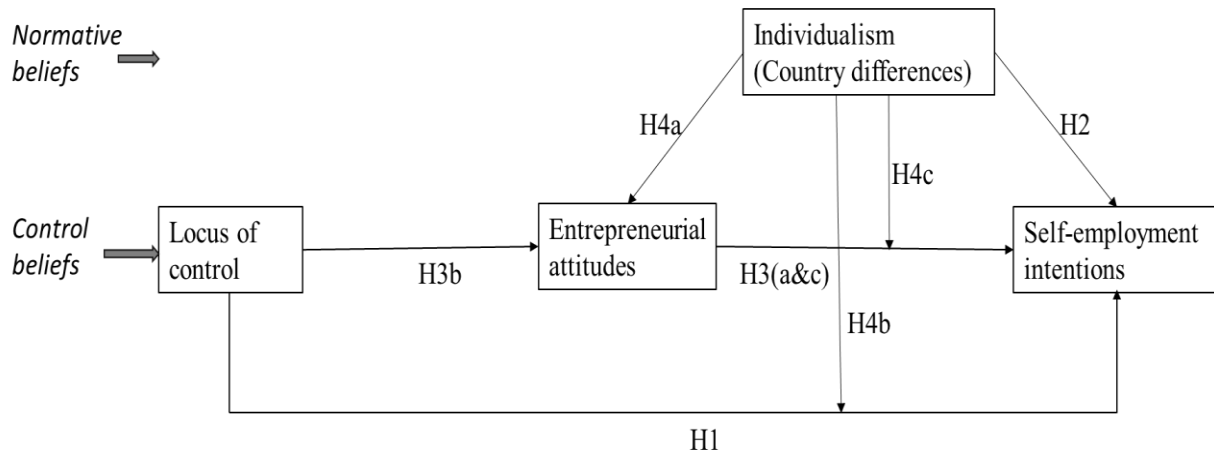 Normative
beliefs
Individualism
(Country differences)
H4a
H2
H4c
Control
beliefs
Locus of
control
Entrepreneurial
attitudes
Self-employment
intentions
H3b
H3(a&c)
H4b
H1